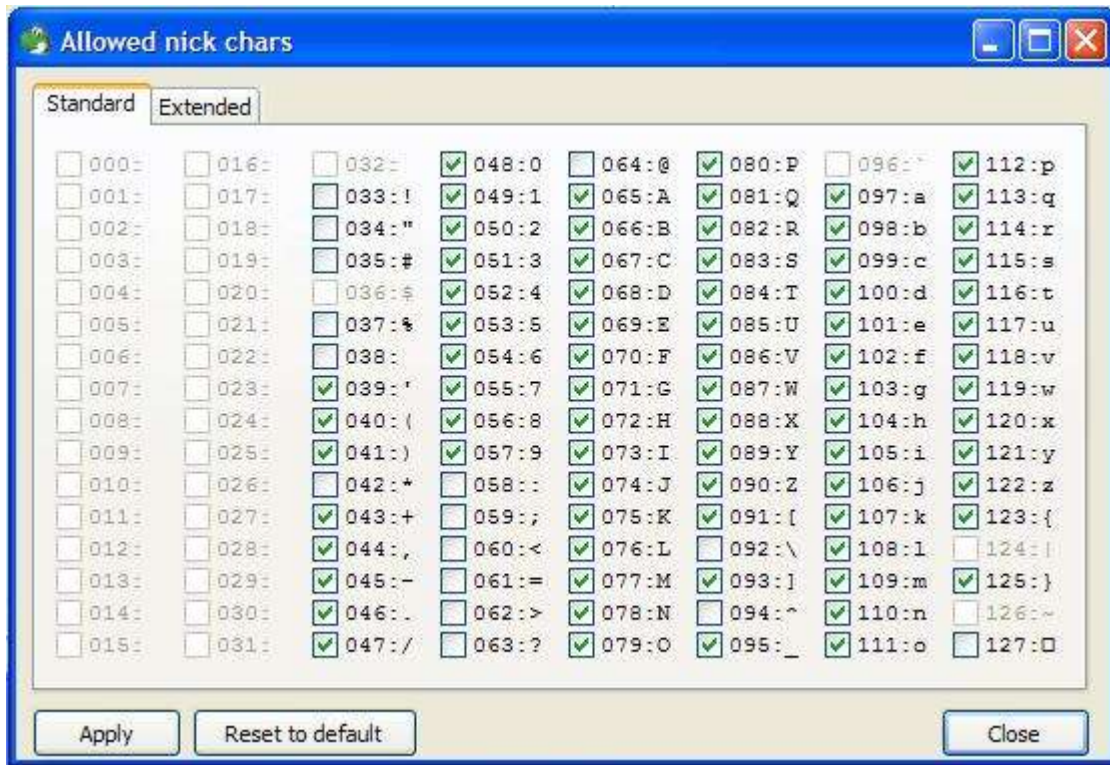 Allowed nick chars
Standard Extended
000: 016: 032: 048:0 064:@ 080:P 096:` 112:p
001: 017: 033:! 049:1 065:A 081:Q 097:a 113:q
002: 018: 034:" 050:2 066:B 082:R 098:b 114:r
003: 019: 035:# 051:3 067:C 083:S 099:c 115:s
004: 020: 036:$ 052:4 068:D 084:T 100:d 116:t
005: 021: 037:% 053:5 069:E 085:U 101:e 117:u
006: 022: 038: 054:6 070:F 086:V 102:f 118:v
007: 023: 039:' 055:7 071:G 087:W 103:g 119:w
008: 024: 040:( 056:8 072:H 088:X 104:h 120:x
009: 025: 041:) 057:9 073:I 089:Y 105:i 121:y
010: 026: 042:* 058:: 074:J 090:Z 106:j 122:z
011: 027: 043:+ 059:; 075:K 091:[ 107:k 123:{
012: 028: 044:, 060:< 076:L 092:\ 108:l 124:|
013: 029: 045:- 061:= 077:M 093:] 109:m 125:}
014: 030: 046:. 062:> 078:N 094:^ 110:n 126:~
015: 031: 047:/ 063:? 079:O 095:_ 111:o 127:□
Apply Reset to default Close